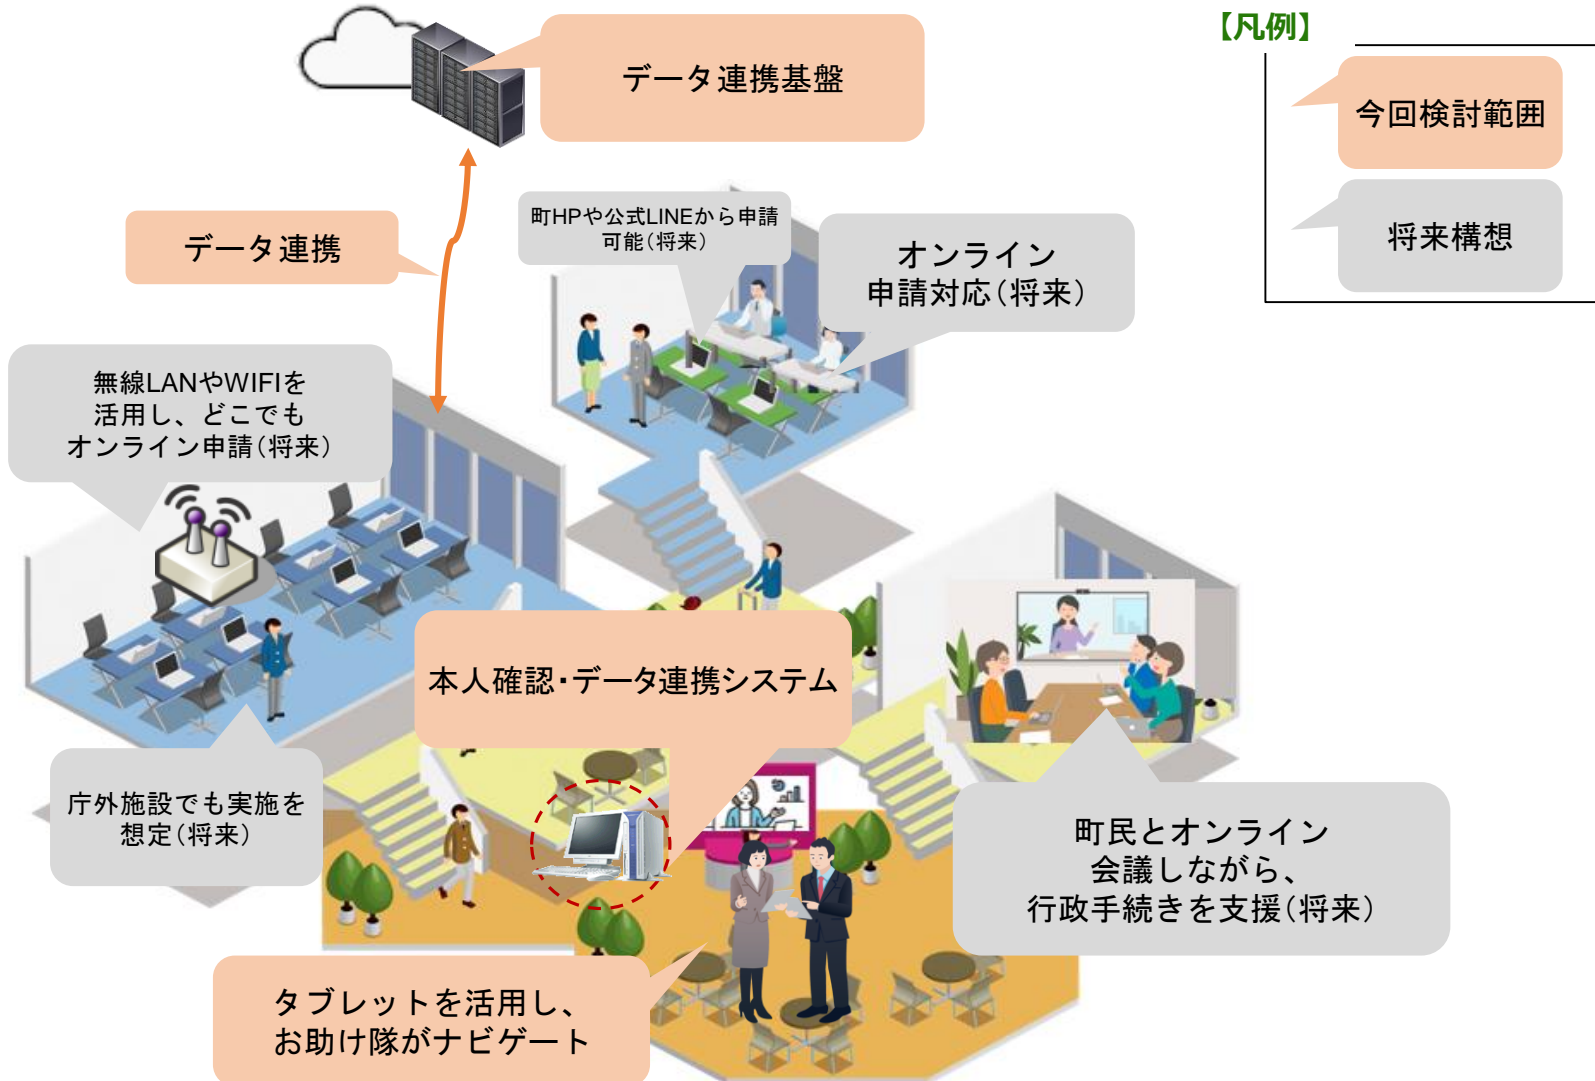 【凡例】
データ連携基盤
今回検討範囲
将来構想
データ連携
町HPや公式LINEから申請
可能（将来）
オンライン
申請対応（将来）
無線LANやWIFIを
活用し、どこでも
オンライン申請（将来）
本人確認・データ連携システム
庁外施設でも実施を
想定（将来）
町民とオンライン
会議しながら、
行政手続きを支援（将来）
タブレットを活用し、
お助け隊がナビゲート